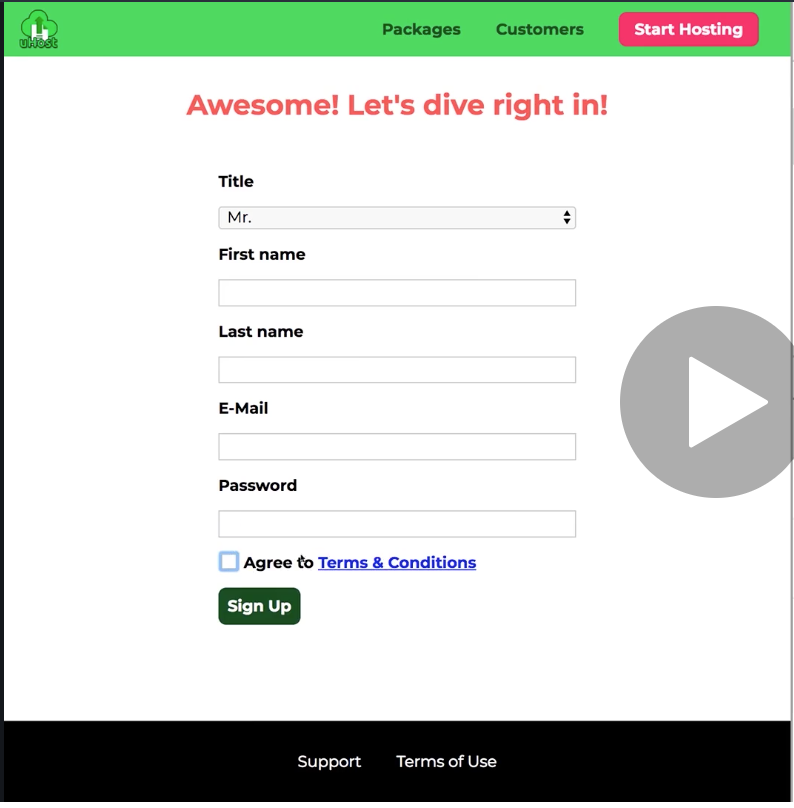 uHost
Packages Customers Start Hosting
Awesome! Let's dive right in!
Title
Mr.
First name
Last name
E-Mail
Password
Agree to Terms & Conditions
Sign Up
Support Terms of Use